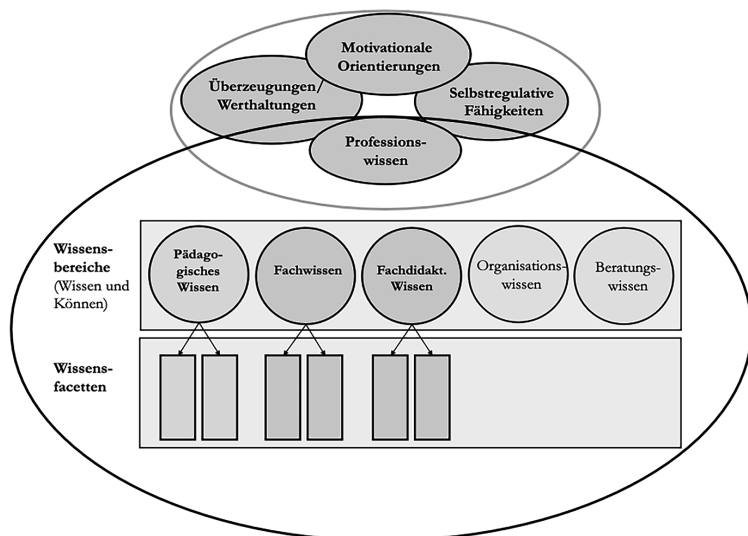 Motivationale
Orientierungen
Überzeugungen/
Werthaltungen
Selbstregulative
Fähigkeiten
Professions-
wissen
Wissens-
bereiche
(Wissen und
Können)
Pädago-
gisches
Wissen
Fachwissen
Fachdidakt.
Wissen
Organisations-
wissen
Beratungs-
wissen
Wissens-
facetten